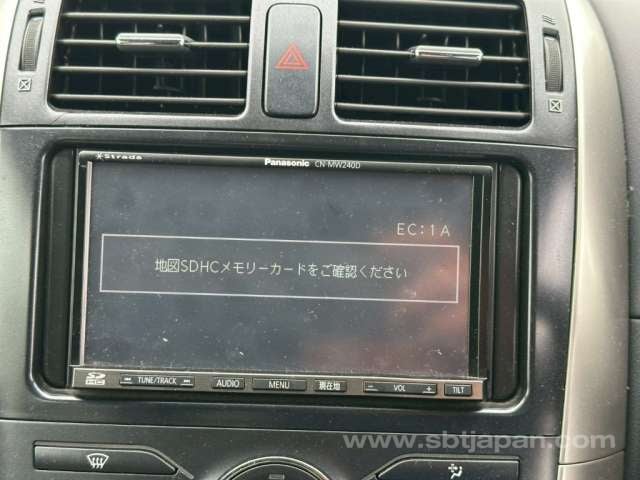 Strada
Panasonic CN-MW240D
EC:1A
地図SDHCメモリーカードをご確認ください
SD HC TUNE/TRACK AUDIO MENU 現在地 − VOL + TILT
www.sbtjapan.com